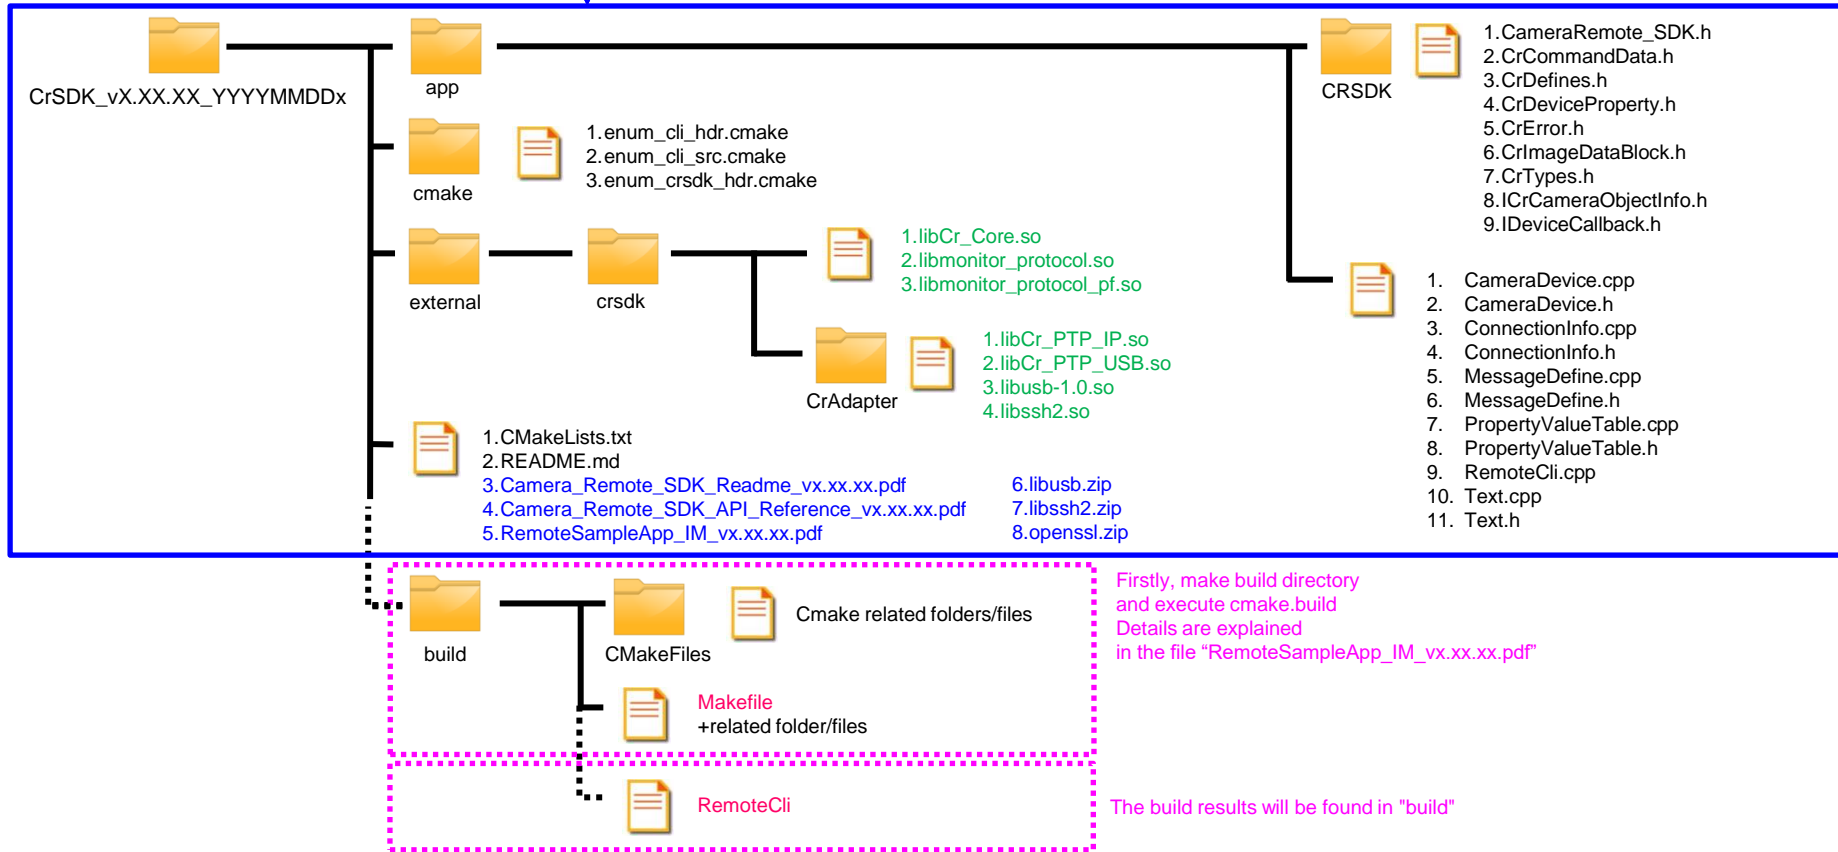 CrSDK_vX.XX.XX_YYYYMMDDx
app
CRSDK
1.CameraRemote_SDK.h
2.CrCommandData.h
3.CrDefines.h
4.CrDeviceProperty.h
5.CrError.h
6.CrImageDataBlock.h
7.CrTypes.h
8.ICrCameraObjectInfo.h
9.IDeviceCallback.h
cmake
1.enum_cli_hdr.cmake
2.enum_cli_src.cmake
3.enum_crsdk_hdr.cmake
external
crsdk
1.libCr_Core.so
2.libmonitor_protocol.so
3.libmonitor_protocol_pf.so
CrAdapter
1.libCr_PTP_IP.so
2.libCr_PTP_USB.so
3.libusb-1.0.so
4.libssh2.so
1. CameraDevice.cpp
2. CameraDevice.h
3. ConnectionInfo.cpp
4. ConnectionInfo.h
5. MessageDefine.cpp
6. MessageDefine.h
7. PropertyValueTable.cpp
8. PropertyValueTable.h
9. RemoteCli.cpp
10. Text.cpp
11. Text.h
1.CMakeLists.txt
2.README.md
3.Camera_Remote_SDK_Readme_vx.xx.xx.pdf
4.Camera_Remote_SDK_API_Reference_vx.xx.xx.pdf
5.RemoteSampleApp_IM_vx.xx.xx.pdf
6.libusb.zip
7.libssh2.zip
8.openssl.zip
build
CMakeFiles
Cmake related folders/files
Makefile
+related folder/files
RemoteCli
Firstly, make build directory
and execute cmake.build
Details are explained
in the file “RemoteSampleApp_IM_vx.xx.xx.pdf”
The build results will be found in "build"